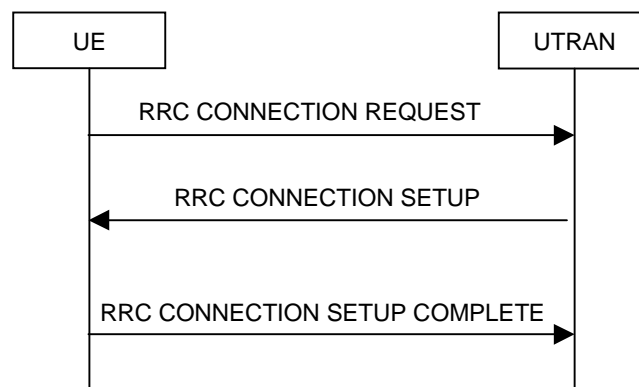 UE
UTRAN
RRC CONNECTION REQUEST
RRC CONNECTION SETUP
RRC CONNECTION SETUP COMPLETE